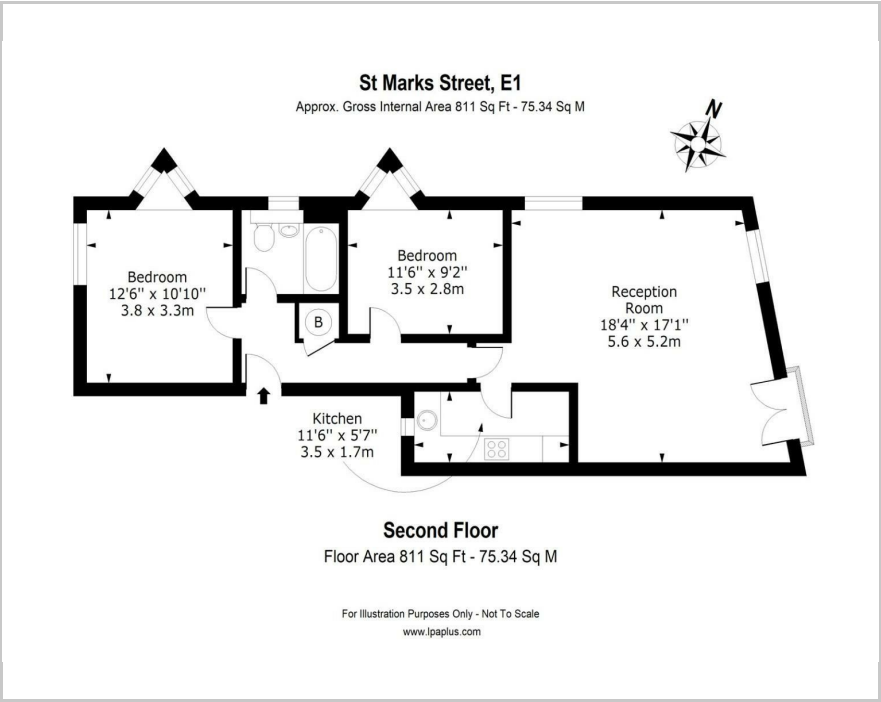 St Marks Street, E1
Approx. Gross Internal Area 811 Sq Ft - 75.34 Sq M
N
Bedroom
12'6" x 10'10"
3.8 x 3.3m
B
Bedroom
11'6" x 9'2"
3.5 x 2.8m
Reception
Room
18'4" x 17'1"
5.6 x 5.2m
Kitchen
11'6" x 5'7"
3.5 x 1.7m
Second Floor
Floor Area 811 Sq Ft - 75.34 Sq M
For Illustration Purposes Only - Not To Scale
www.lpaplus.com